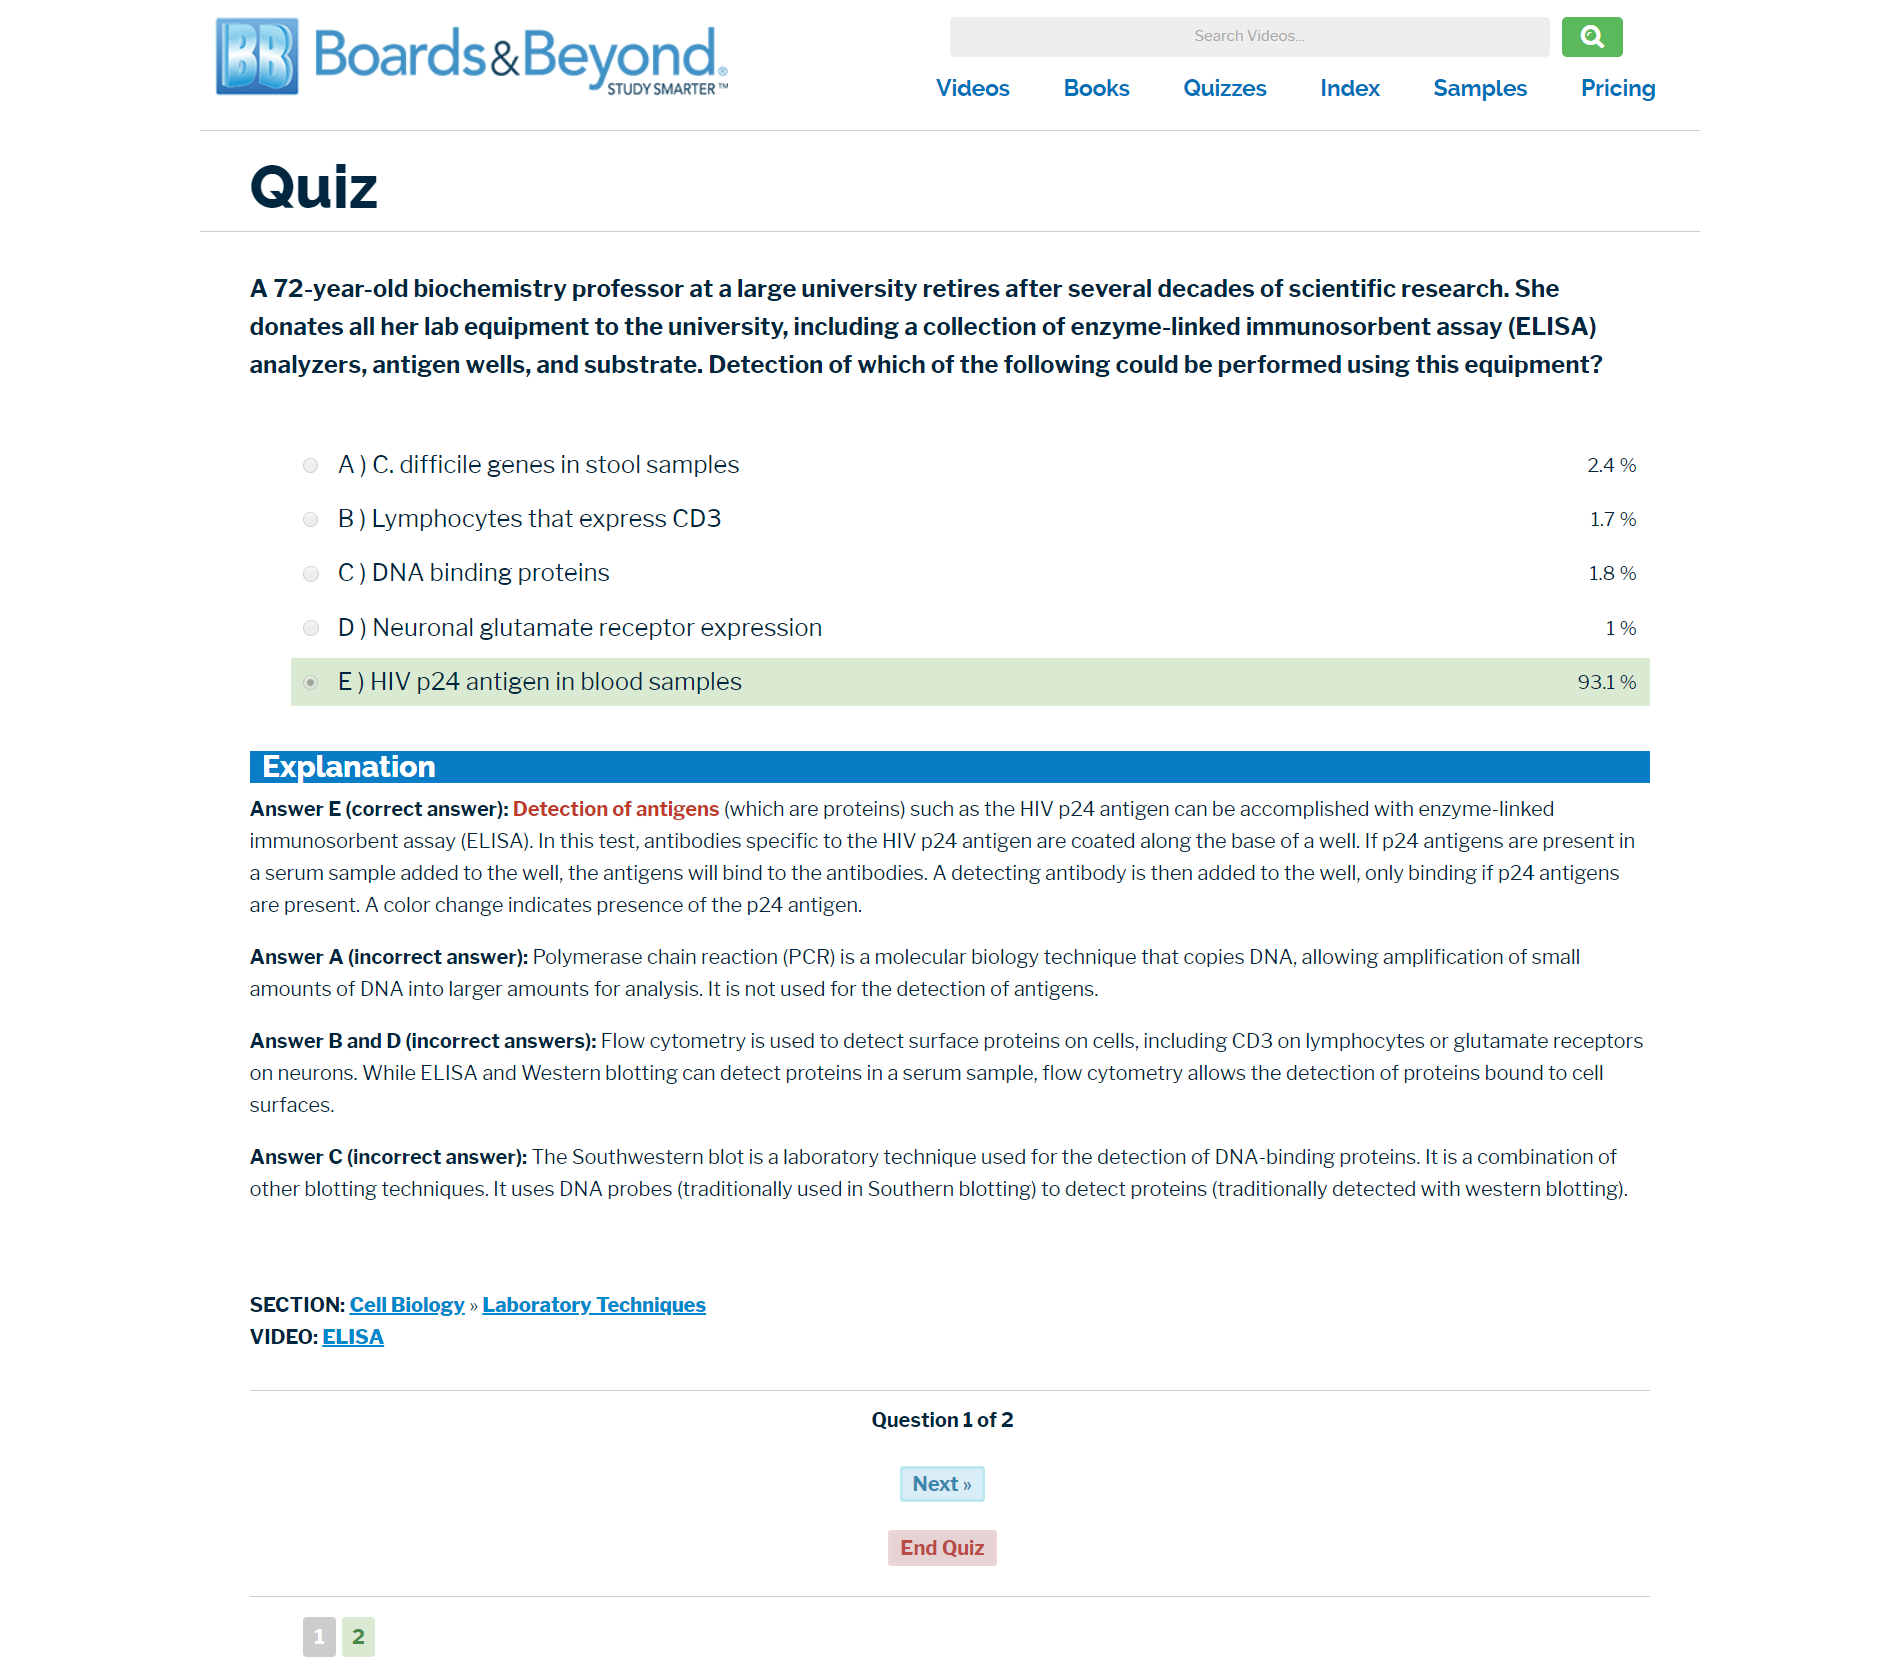 BB Boards&Beyond®
STUDY SMARTER™
Search Videos...
Videos Books Quizzes Index Samples Pricing
Quiz
A 72-year-old biochemistry professor at a large university retires after several decades of scientific research. She
donates all her lab equipment to the university, including a collection of enzyme-linked immunosorbent assay (ELISA)
analyzers, antigen wells, and substrate. Detection of which of the following could be performed using this equipment?
A ) C. difficile genes in stool samples 2.4 %
B ) Lymphocytes that express CD3 1.7 %
C ) DNA binding proteins 1.8 %
D ) Neuronal glutamate receptor expression 1 %
E ) HIV p24 antigen in blood samples 93.1 %
Explanation
Answer E (correct answer): Detection of antigens (which are proteins) such as the HIV p24 antigen can be accomplished with enzyme-linked
immunosorbent assay (ELISA). In this test, antibodies specific to the HIV p24 antigen are coated along the base of a well. If p24 antigens are present in
a serum sample added to the well, the antigens will bind to the antibodies. A detecting antibody is then added to the well, only binding if p24 antigens
are present. A color change indicates presence of the p24 antigen.
Answer A (incorrect answer): Polymerase chain reaction (PCR) is a molecular biology technique that copies DNA, allowing amplification of small
amounts of DNA into larger amounts for analysis. It is not used for the detection of antigens.
Answer B and D (incorrect answers): Flow cytometry is used to detect surface proteins on cells, including CD3 on lymphocytes or glutamate receptors
on neurons. While ELISA and Western blotting can detect proteins in a serum sample, flow cytometry allows the detection of proteins bound to cell
surfaces.
Answer C (incorrect answer): The Southwestern blot is a laboratory technique used for the detection of DNA-binding proteins. It is a combination of
other blotting techniques. It uses DNA probes (traditionally used in Southern blotting) to detect proteins (traditionally detected with western blotting).
SECTION: Cell Biology » Laboratory Techniques
VIDEO: ELISA
Question 1 of 2
Next »
End Quiz
1 2